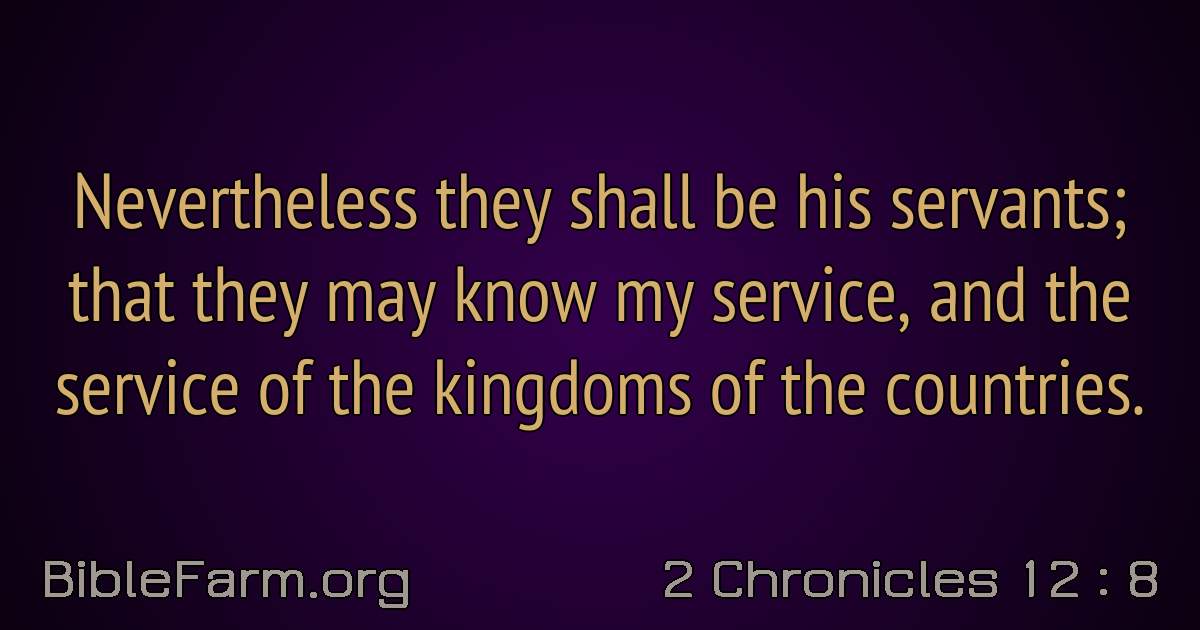 Nevertheless they shall be his servants;
that they may know my service, and the
service of the kingdoms of the countries.
BibleFarm.org
2 Chronicles 12 : 8